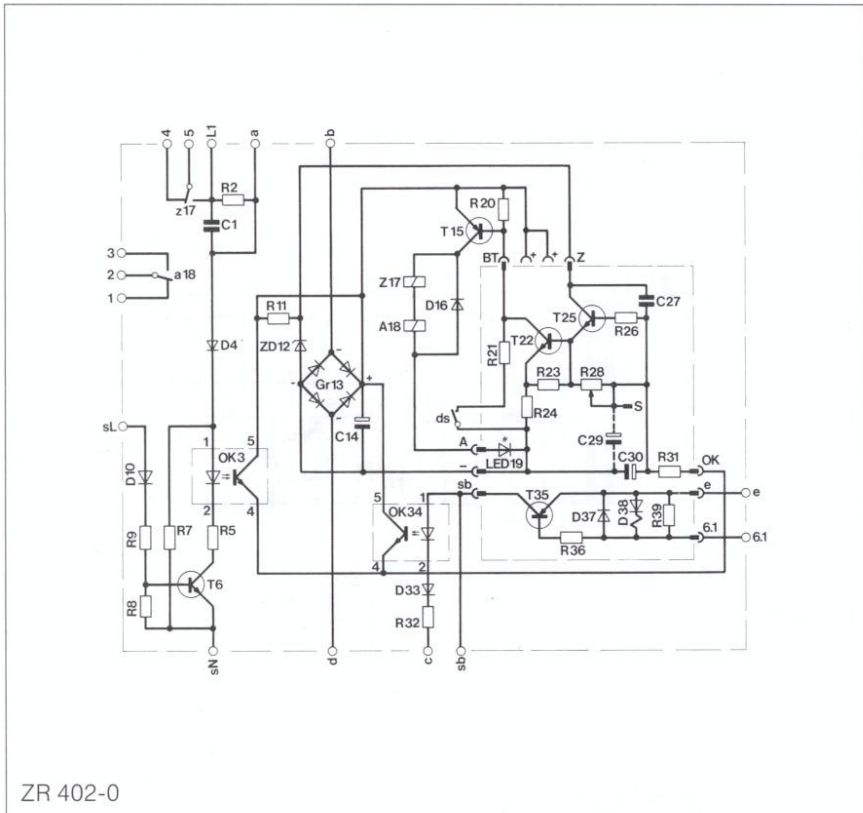 4 5 L1 a b
z17 R2 C1
3 2 1 a18
T15 R20 + + BT Z
Z17 A18 D16
R11 ZD12 D4
T22 T25 C27 R26
R21 R23 R28 S
- - Gr13 + -
C14
ds R24 C29
A LED19 *
- C30 R31 OK
sL D10 1 5 OK3 2 4
R9 R7 R5 R8 T6
OK34 5 1 4 2
sb T35 D37 D38 R39 e e
R36 6.1 6.1
D33 R32
sN d c sb
ZR 402-0